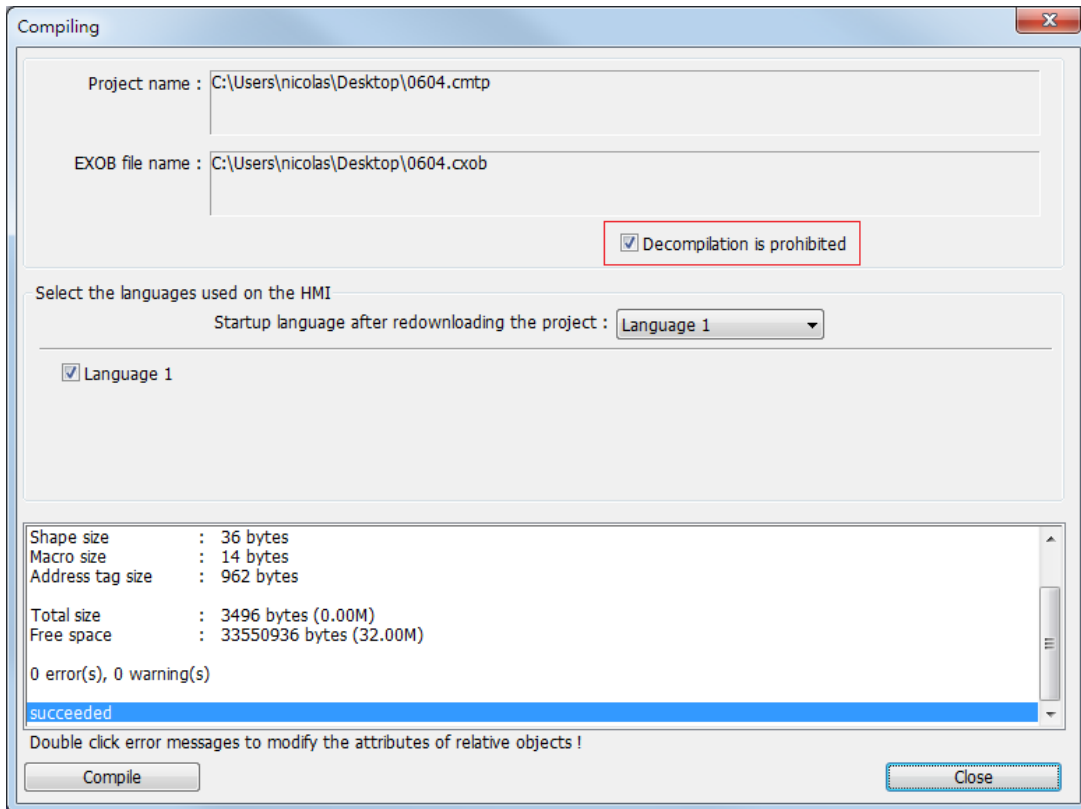 Compiling
Project name : C:\Users\nicolas\Desktop\0604.cmtp
EXOB file name : C:\Users\nicolas\Desktop\0604.cxob
Decompilation is prohibited
Select the languages used on the HMI
Startup language after redownloading the project : Language 1
Language 1
Shape size : 36 bytes
Macro size : 14 bytes
Address tag size : 962 bytes
Total size : 3496 bytes (0.00M)
Free space : 33550936 bytes (32.00M)
0 error(s), 0 warning(s)
succeeded
Double click error messages to modify the attributes of relative objects !
Compile Close